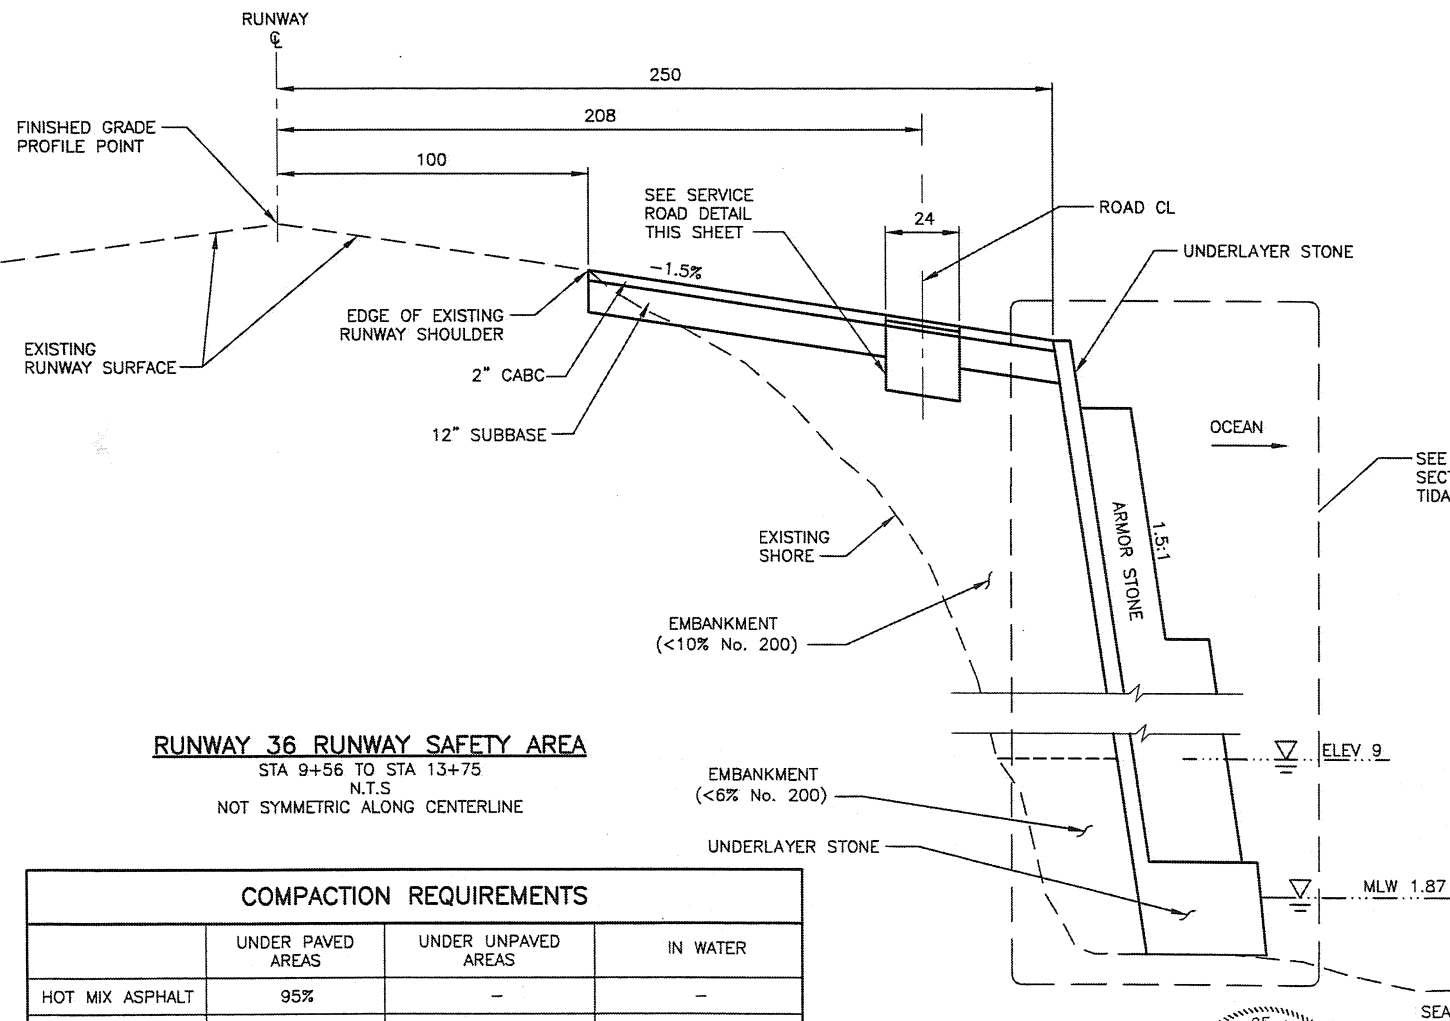 RUNWAY
℄
250
208
100
FINISHED GRADE
PROFILE POINT
SEE SERVICE
ROAD DETAIL
THIS SHEET
24
ROAD CL
UNDERLAYER STONE
-1.5%
EDGE OF EXISTING
RUNWAY SHOULDER
EXISTING
RUNWAY SURFACE
2" CABC
12" SUBBASE
OCEAN
SEE
SECT
TIDA
ARMOR STONE
1.5:1
EXISTING
SHORE
EMBANKMENT
(<10% No. 200)
RUNWAY 36 RUNWAY SAFETY AREA
STA 9+56 TO STA 13+75
N.T.S
NOT SYMMETRIC ALONG CENTERLINE
ELEV 9
EMBANKMENT
(<6% No. 200)
UNDERLAYER STONE
MLW 1.87
COMPACTION REQUIREMENTS
UNDER PAVED
AREAS
UNDER UNPAVED
AREAS
IN WATER
HOT MIX ASPHALT 95% - -
SEA
OF